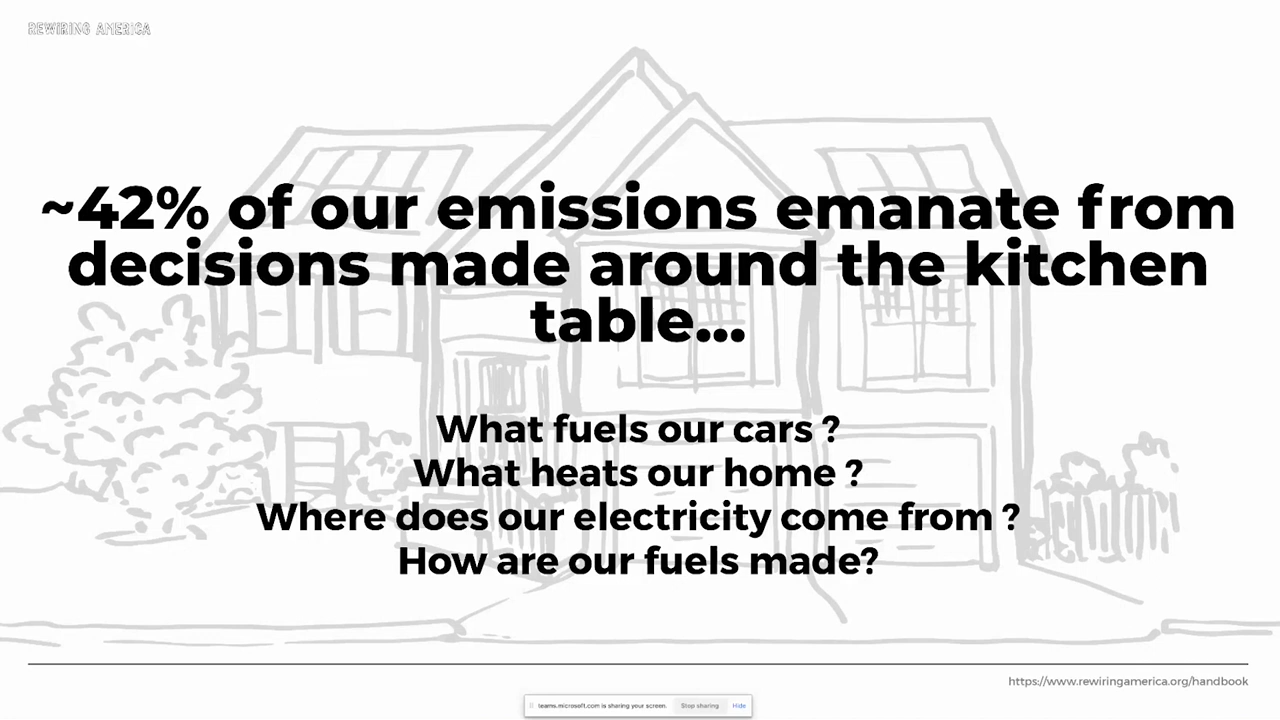 REWIRING AMERICA
~42% of our emissions emanate from
decisions made around the kitchen
table...
What fuels our cars ?
What heats our home ?
Where does our electricity come from ?
How are our fuels made?
https://www.rewiringamerica.org/handbook
teams.microsoft.com is sharing your screen. Stop sharing Hide